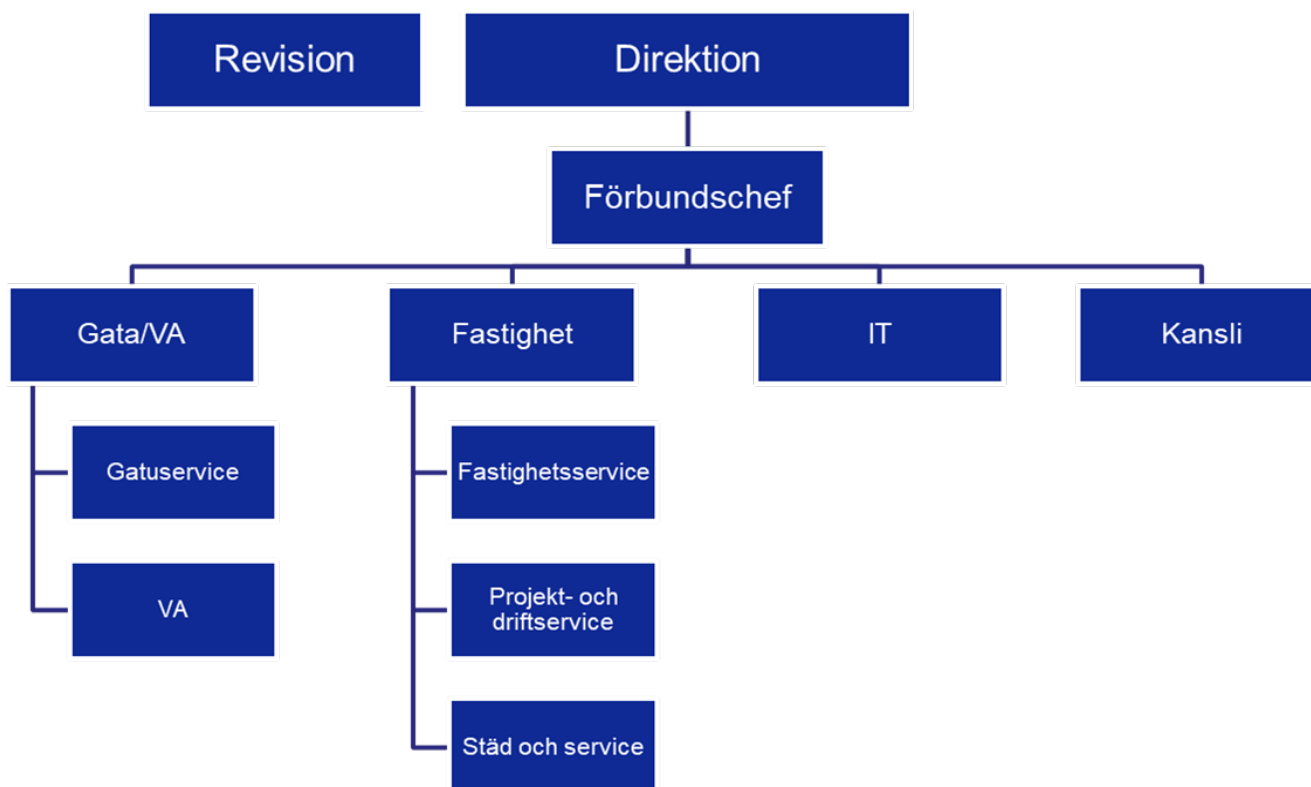 Revision
Direktion
Förbundschef
Gata/VA
Fastighet
IT
Kansli
Gatuservice
Fastighetsservice
VA
Projekt- och
driftservice
Städ och service